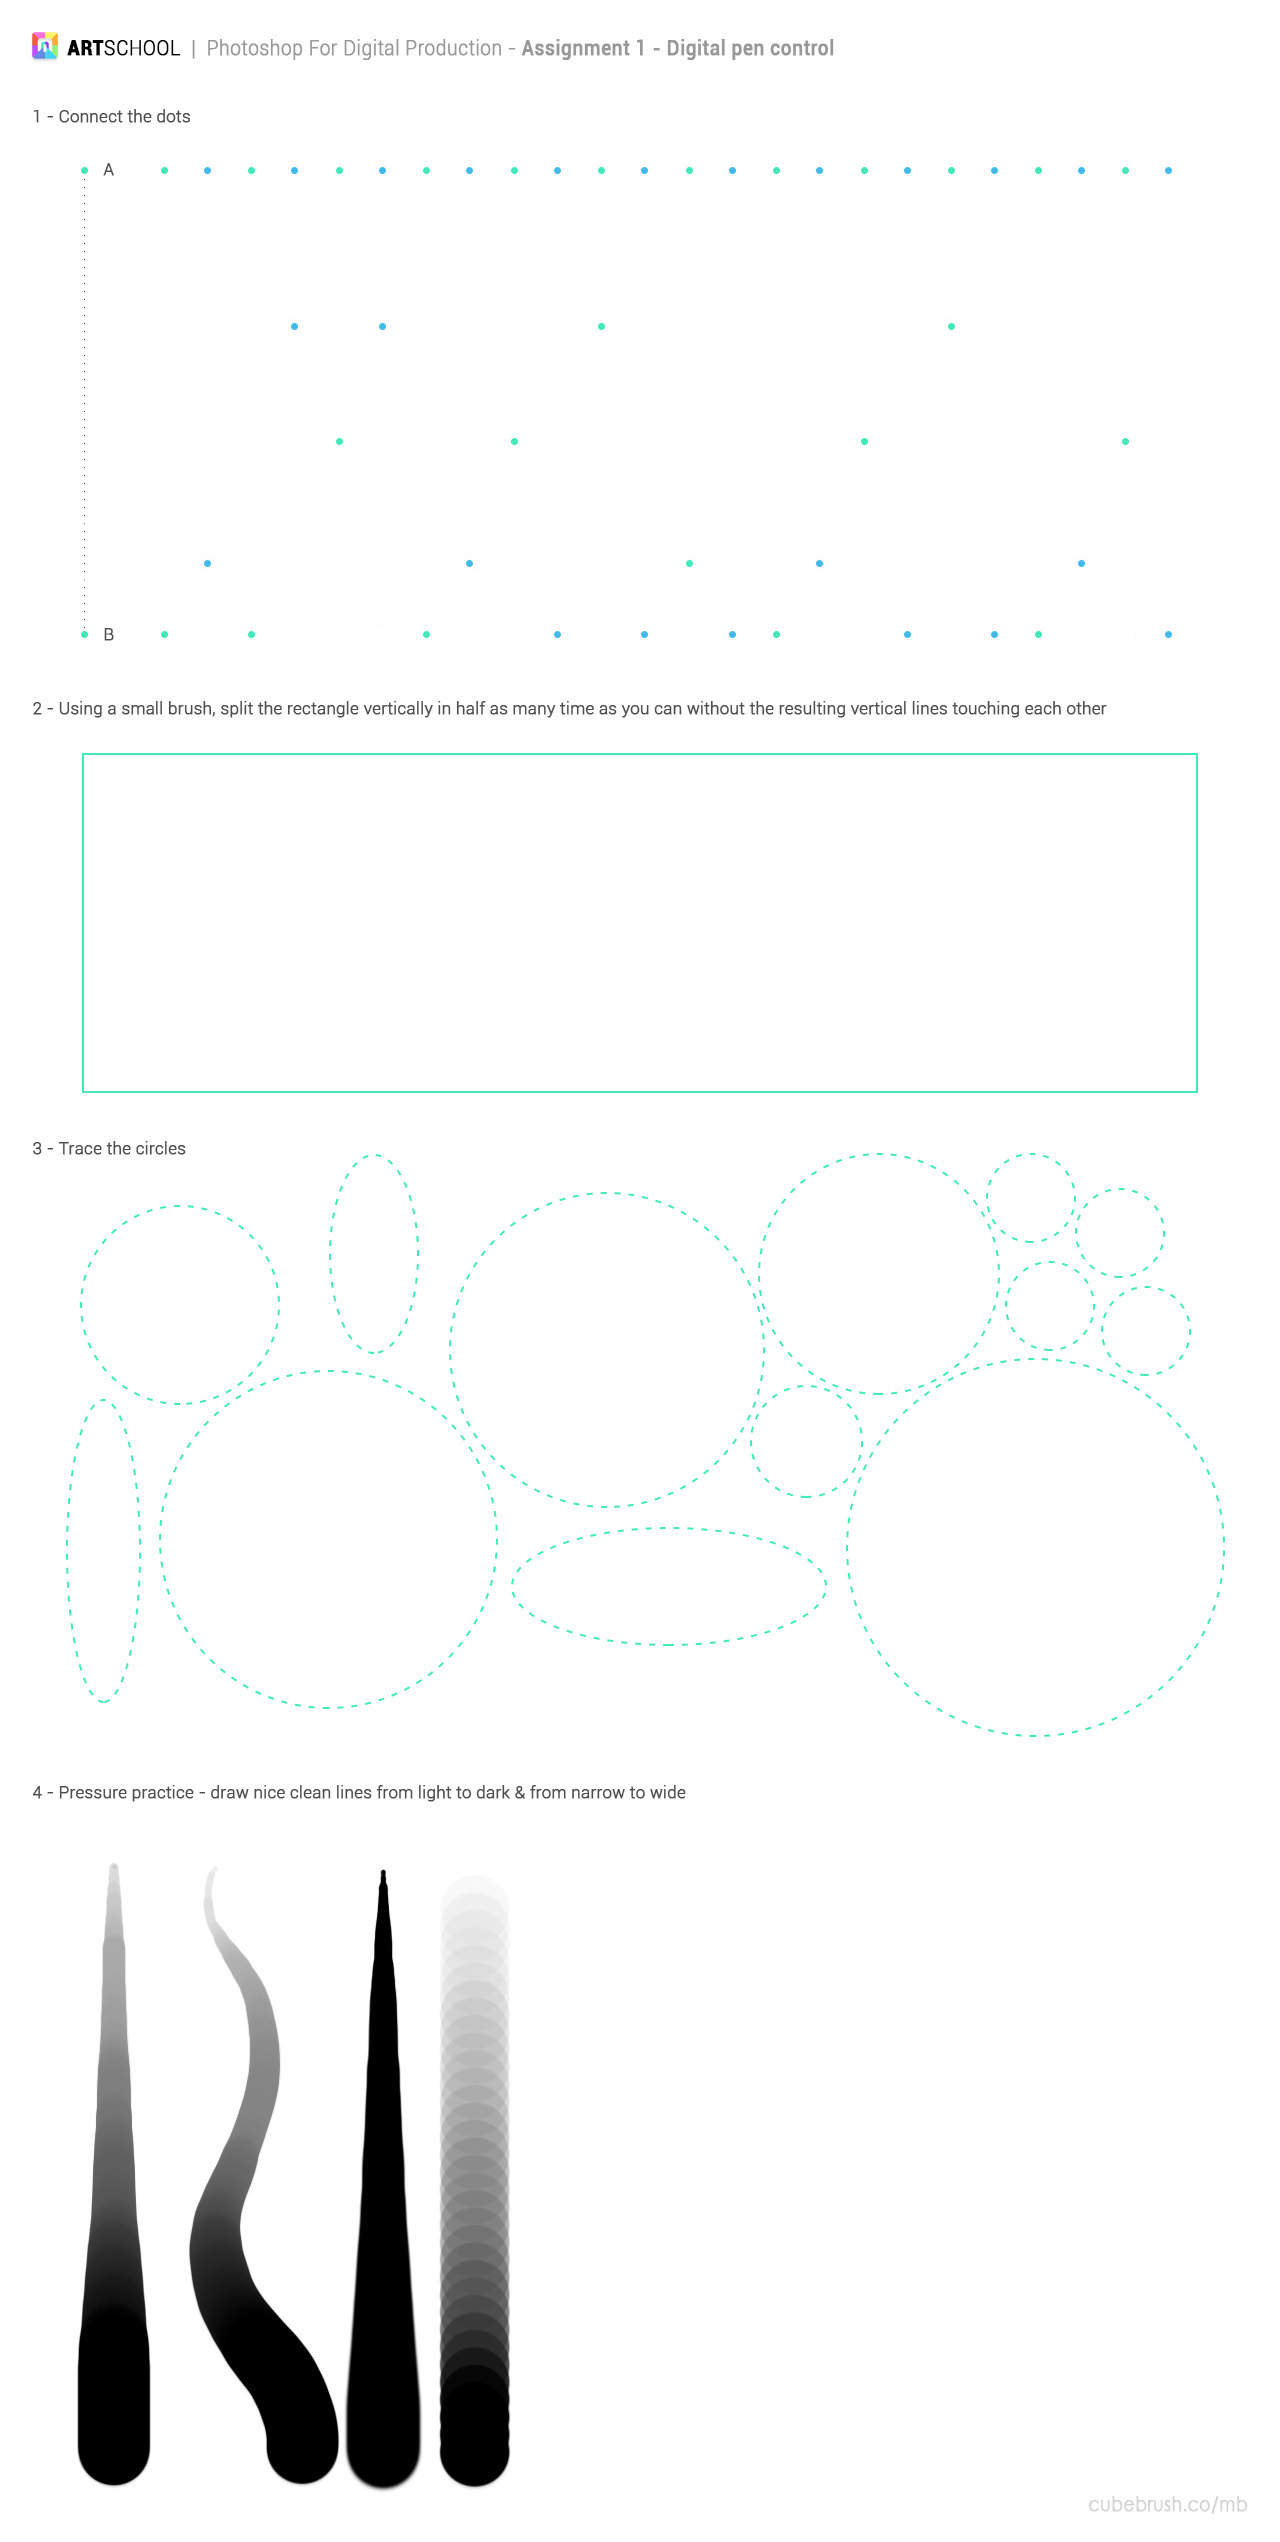 ARTSCHOOL | Photoshop For Digital Production - Assignment 1 - Digital pen control
1 - Connect the dots
A
B
2 - Using a small brush, split the rectangle vertically in half as many time as you can without the resulting vertical lines touching each other
3 - Trace the circles
4 - Pressure practice - draw nice clean lines from light to dark & from narrow to wide
cubebrush.co/mb